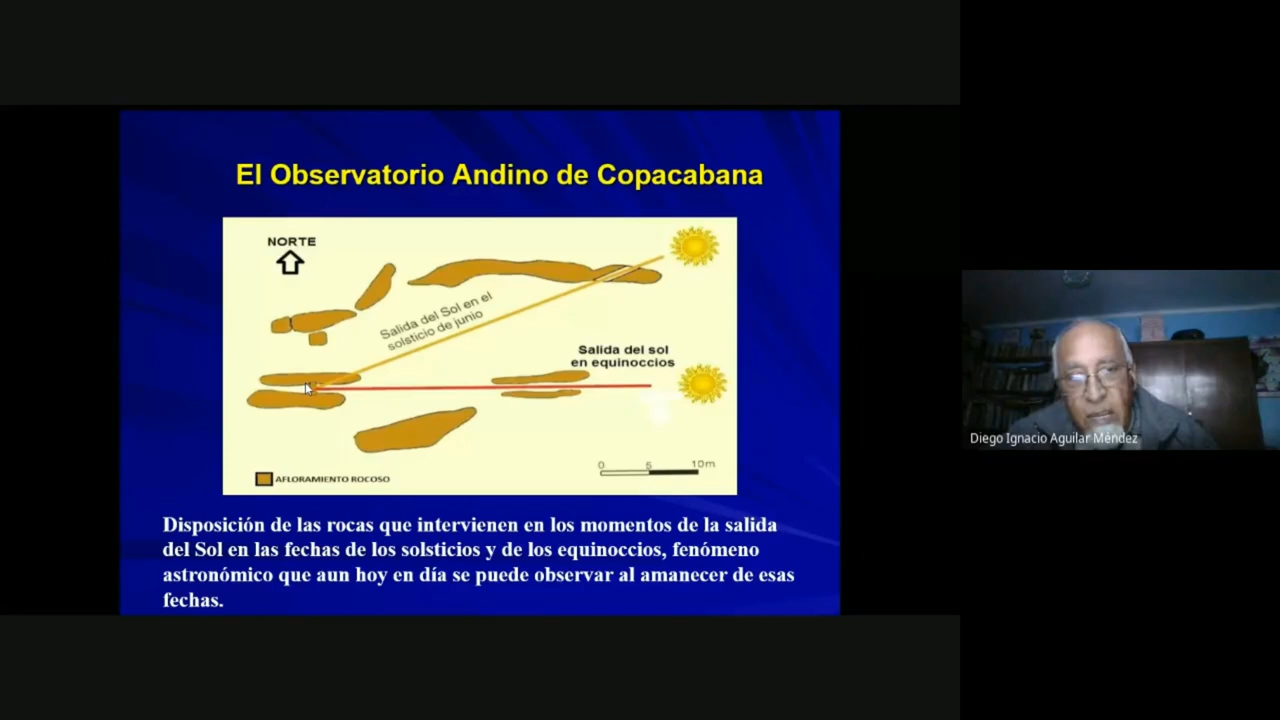 El Observatorio Andino de Copacabana
NORTE
Salida del Sol en el
solsticio de junio
Salida del sol
en equinoccios
0 5 10m
AFLORAMIENTO ROCOSO
Disposición de las rocas que intervienen en los momentos de la salida
del Sol en las fechas de los solsticios y de los equinoccios, fenómeno
astronómico que aun hoy en día se puede observar al amanecer de esas
fechas.
Diego Ignacio Aguilar Méndez